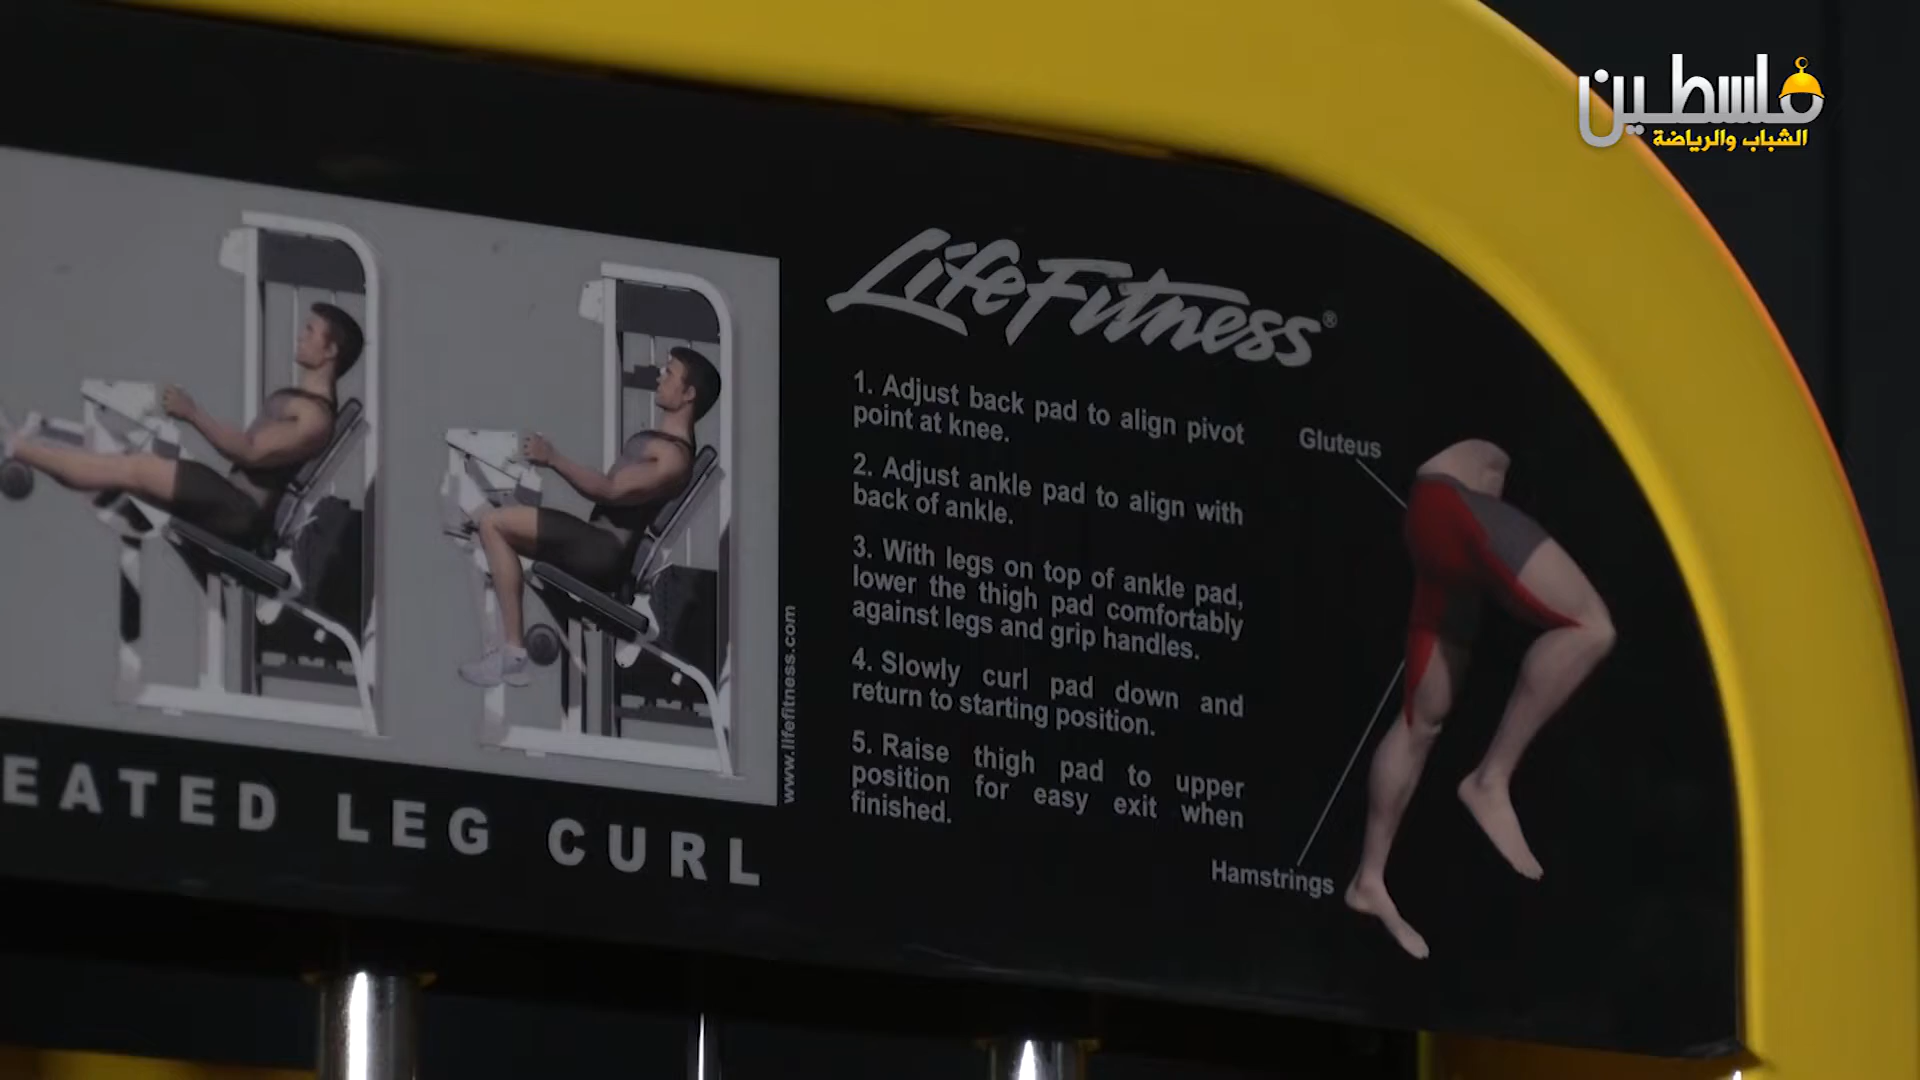 فلسطين
الشباب والرياضة
LifeFitness®
1. Adjust back pad to align pivot
point at knee.
2. Adjust ankle pad to align with
back of ankle.
3. With legs on top of ankle pad,
lower the thigh pad comfortably
against legs and grip handles.
4. Slowly curl pad down and
return to starting position.
5. Raise thigh pad to upper
position for easy exit when
finished.
Gluteus
Hamstrings
www.lifefitness.com
EATED LEG CURL